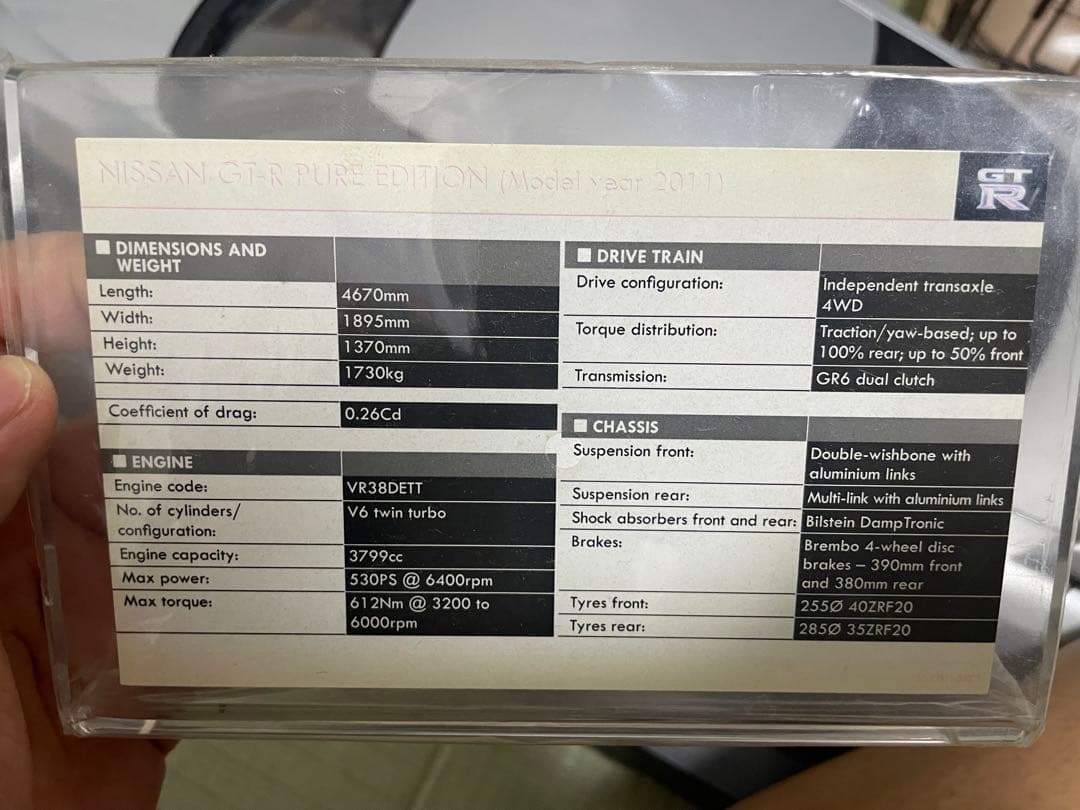 NISSAN GT-R PURE EDITION (Model year 2011)
GT
R
DIMENSIONS AND
WEIGHT
Length: 4670mm
Width: 1895mm
Height: 1370mm
Weight: 1730kg
Coefficient of drag: 0.26Cd
ENGINE
Engine code: VR38DETT
No. of cylinders/ V6 twin turbo
configuration:
Engine capacity: 3799cc
Max power: 530PS @ 6400rpm
Max torque: 612Nm @ 3200 to
6000rpm
DRIVE TRAIN
Drive configuration: Independent transaxle
4WD
Torque distribution: Traction/yaw-based; up to
100% rear; up to 50% front
Transmission: GR6 dual clutch
CHASSIS
Suspension front: Double-wishbone with
aluminium links
Suspension rear: Multi-link with aluminium links
Shock absorbers front and rear: Bilstein DampTronic
Brakes: Brembo 4-wheel disc
brakes – 390mm front
and 380mm rear
Tyres front: 255Ø 40ZRF20
Tyres rear: 285Ø 35ZRF20